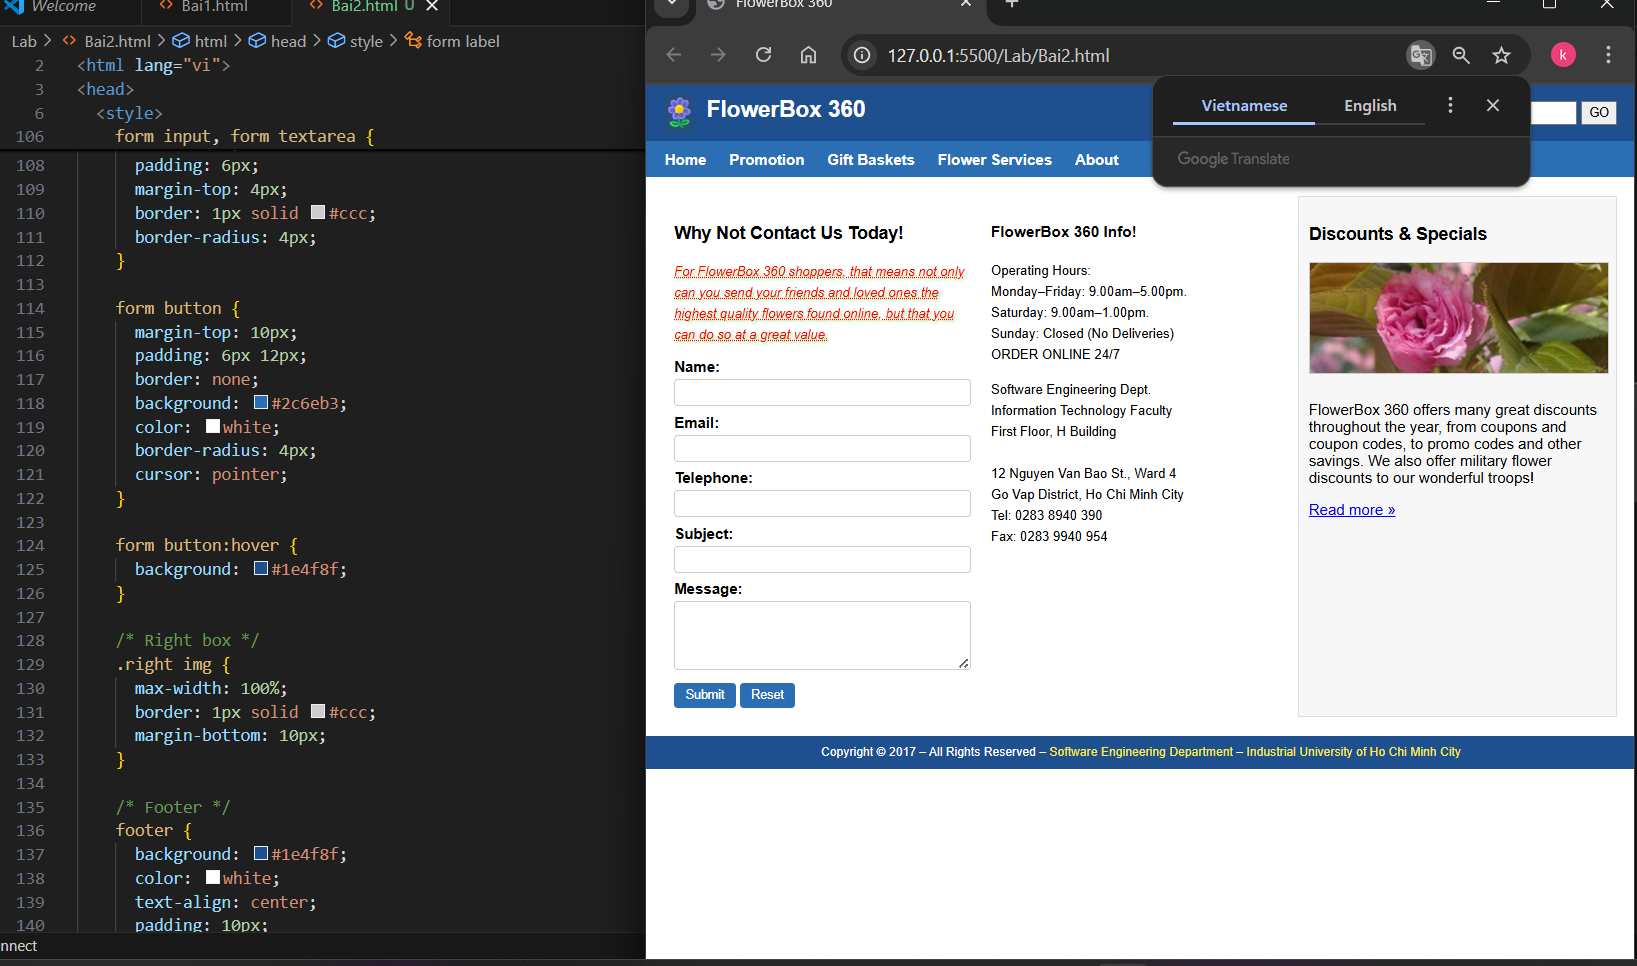 Welcome
Bai1.html
Bai2.html U
Lab > Bai2.html > html > head > style > form label
2 <html lang="vi">
3 <head>
6 <style>
106 form input, form textarea {
108 padding: 6px;
109 margin-top: 4px;
110 border: 1px solid #ccc;
111 border-radius: 4px;
112 }
113
114 form button {
115 margin-top: 10px;
116 padding: 6px 12px;
117 border: none;
118 background: #2c6eb3;
119 color: white;
120 border-radius: 4px;
121 cursor: pointer;
122 }
123
124 form button:hover {
125 background: #1e4f8f;
126 }
127
128 /* Right box */
129 .right img {
130 max-width: 100%;
131 border: 1px solid #ccc;
132 margin-bottom: 10px;
133 }
134
135 /* Footer */
136 footer {
137 background: #1e4f8f;
138 color: white;
139 text-align: center;
140 padding: 10px;
nnect
FlowerBox 360
127.0.0.1:5500/Lab/Bai2.html
k
Vietnamese English
Google Translate
FlowerBox 360
GO
Home Promotion Gift Baskets Flower Services About
Why Not Contact Us Today!
For FlowerBox 360 shoppers, that means not only
can you send your friends and loved ones the
highest quality flowers found online, but that you
can do so at a great value.
Name:
Email:
Telephone:
Subject:
Message:
Submit Reset
FlowerBox 360 Info!
Operating Hours:
Monday–Friday: 9.00am–5.00pm.
Saturday: 9.00am–1.00pm.
Sunday: Closed (No Deliveries)
ORDER ONLINE 24/7
Software Engineering Dept.
Information Technology Faculty
First Floor, H Building
12 Nguyen Van Bao St., Ward 4
Go Vap District, Ho Chi Minh City
Tel: 0283 8940 390
Fax: 0283 9940 954
Discounts & Specials
FlowerBox 360 offers many great discounts
throughout the year, from coupons and
coupon codes, to promo codes and other
savings. We also offer military flower
discounts to our wonderful troops!
Read more »
Copyright © 2017 – All Rights Reserved – Software Engineering Department – Industrial University of Ho Chi Minh City